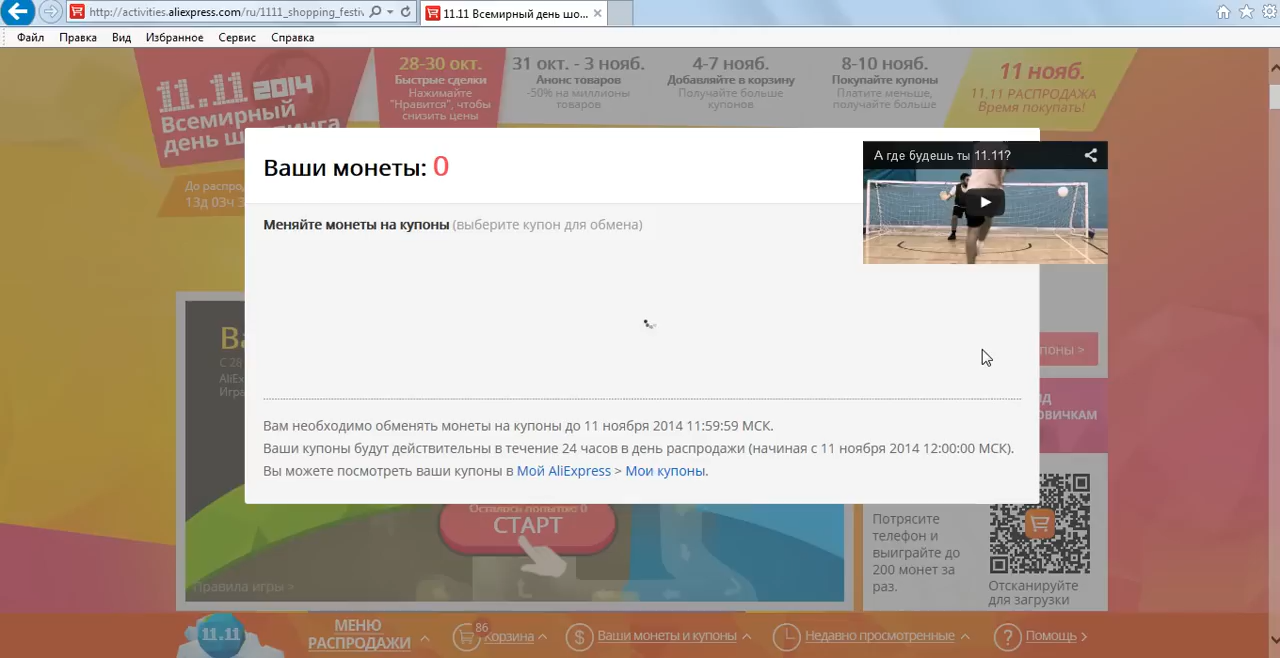 http://activities.aliexpress.com/ru/1111_shopping_festiv
11.11 Всемирный день шо...
Файл Правка Вид Избранное Сервис Справка
11.11 2014
Всемирный
день
28-30 окт.
Быстрые сделки
Нажимайте
"Нравится", чтобы
снизить цены
31 окт. - 3 нояб.
Анонс товаров
-50% на миллионы
товаров
4-7 нояб.
Добавляйте в корзину
Получайте больше
купонов
8-10 нояб.
Покупайте купоны
Платите меньше,
получайте больше
11 нояб.
11.11 РАСПРОДАЖА
Время покупать!
До
13д 03ч
Ваши монеты: 0
А где будешь ты 11.11?
Меняйте монеты на купоны (выберите купон для обмена)
Вам необходимо обменять монеты на купоны до 11 ноября 2014 11:59:59 МСК.
Ваши купоны будут действительны в течение 24 часов в день распродажи (начиная с 11 ноября 2014 12:00:00 МСК).
Вы можете посмотреть ваши купоны в Мой AliExpress > Мои купоны.
СТАРТ
Правила игры >
Потрясите
телефон и
выиграйте до
200 монет за
раз.
Отсканируйте
для загрузки
11.11
МЕНЮ
РАСПРОДАЖИ
86
Корзина
$ Ваши монеты и купоны
Недавно просмотренные
? Помощь >